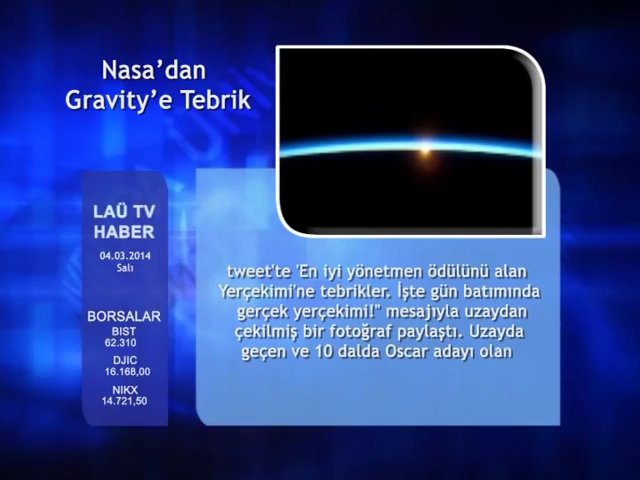 Nasa’dan
Gravity’e Tebrik
LAÜ TV
HABER
04.03.2014
Salı
BORSALAR
BIST
62.310
DJIC
16.168,00
NIKX
14.721,50
tweet'te 'En iyi yönetmen ödülünü alan
Yerçekimi'ne tebrikler. İşte gün batımında
gerçek yerçekimi!" mesajıyla uzaydan
çekilmiş bir fotoğraf paylaştı. Uzayda
geçen ve 10 dalda Oscar adayı olan